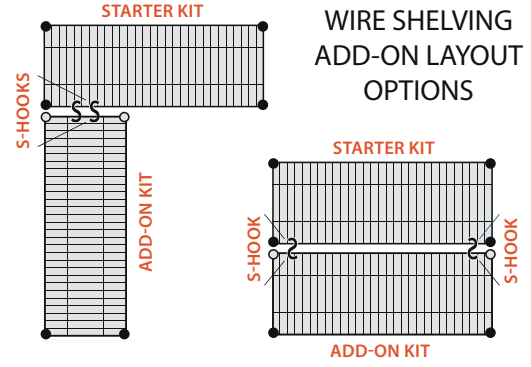 STARTER KIT
WIRE SHELVING
ADD-ON LAYOUT
OPTIONS
S-HOOKS
ADD-ON KIT
STARTER KIT
S-HOOK
S-HOOK
ADD-ON KIT